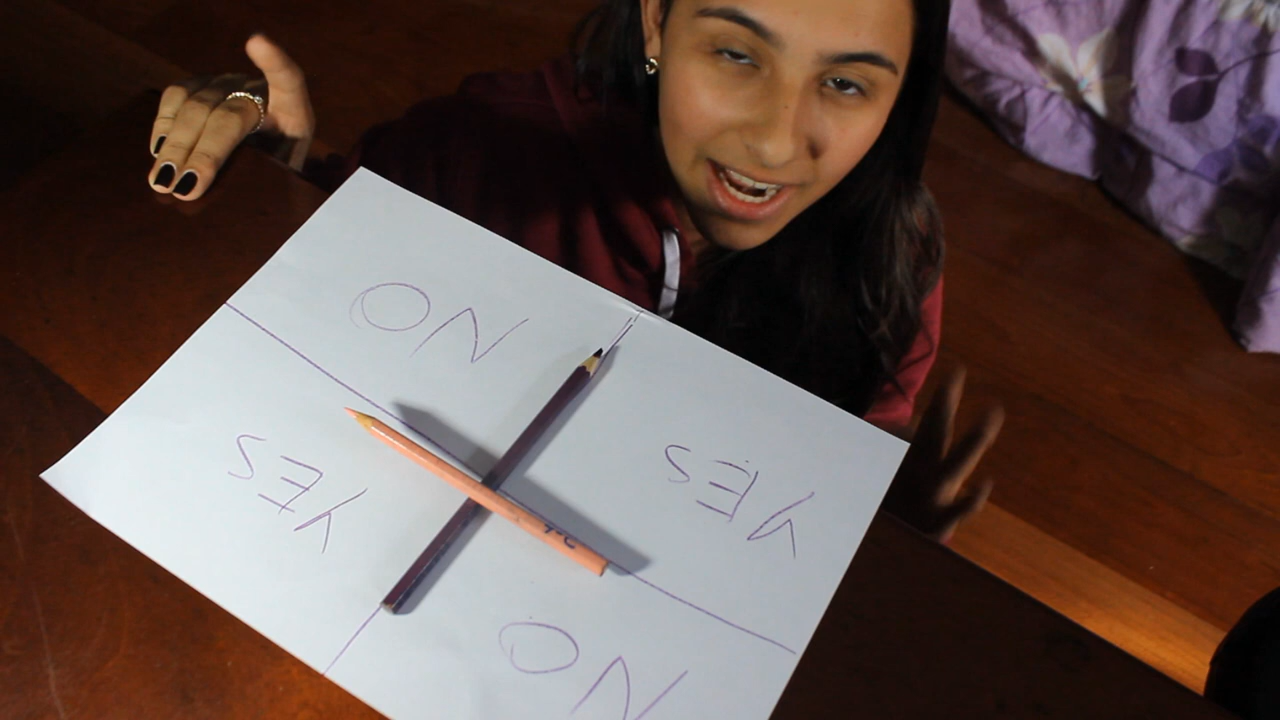 NO YES
YES NO